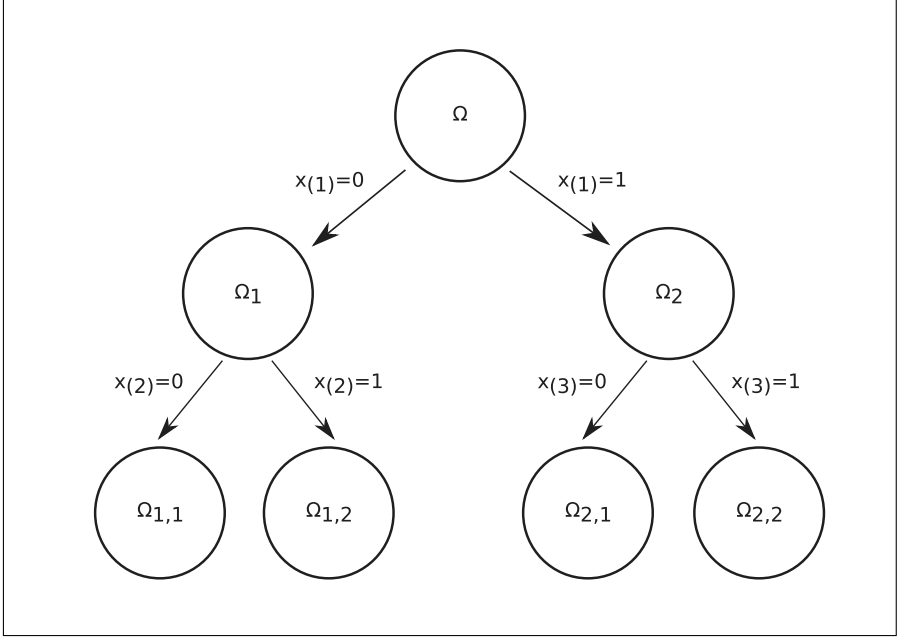 Ω
x(1)=0 x(1)=1
Ω1 Ω2
x(2)=0 x(2)=1 x(3)=0 x(3)=1
Ω1,1 Ω1,2 Ω2,1 Ω2,2